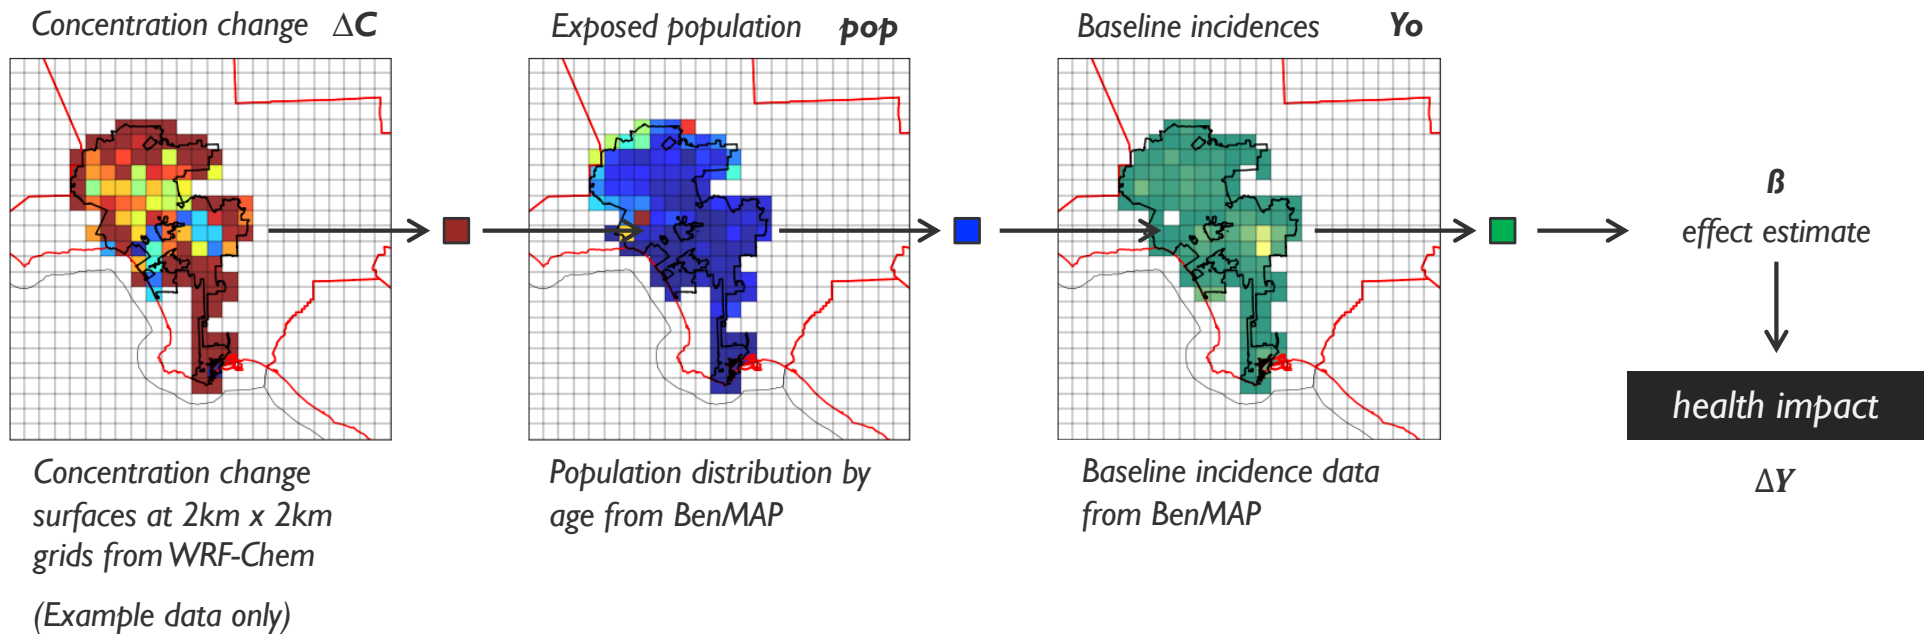 Concentration change ΔC
Exposed population pop
Baseline incidences Yo
ß
effect estimate
health impact
ΔY
Concentration change
surfaces at 2km x 2km
grids from WRF-Chem
(Example data only)
Population distribution by
age from BenMAP
Baseline incidence data
from BenMAP